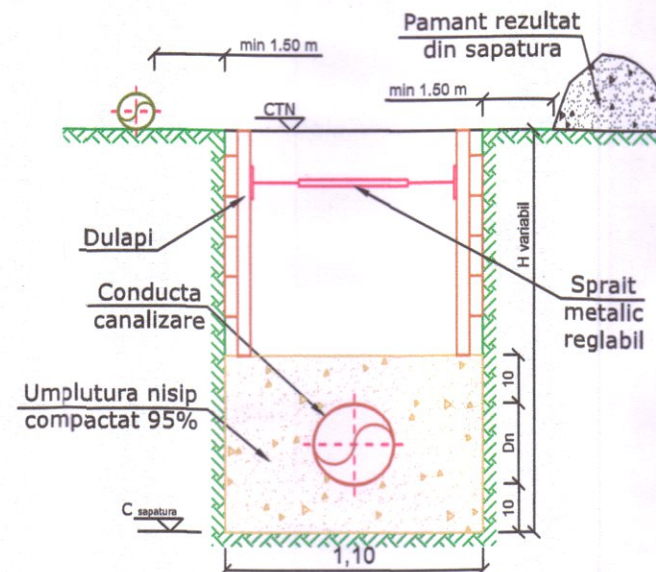 Pamant rezultat
din sapatura
min 1.50 m
min 1.50 m
CTN
Dulapi
H variabil
Conducta
canalizare
Sprait
metalic
reglabil
Umplutura nisip
compactat 95%
10
Dn
10
C sapatura
1,10